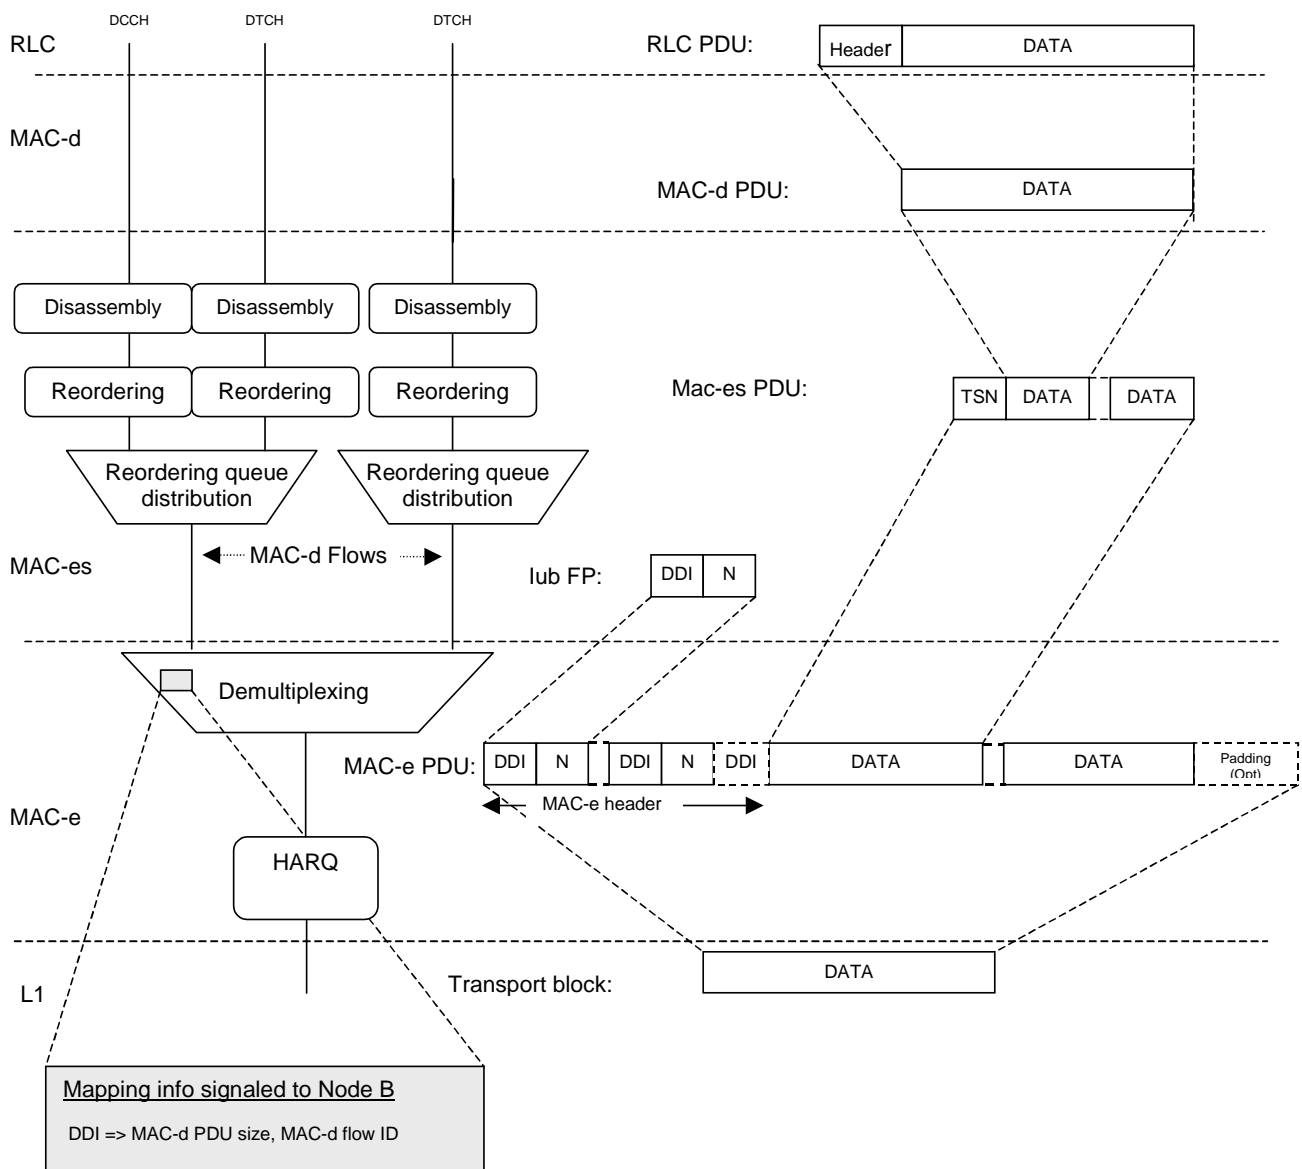 DCCH DTCH DTCH
RLC
RLC PDU:
Header DATA
MAC-d
MAC-d PDU:
DATA
Disassembly Disassembly Disassembly
Reordering Reordering Reordering
Mac-es PDU:
TSN DATA DATA
Reordering queue
distribution
Reordering queue
distribution
MAC-d Flows
MAC-es
Iub FP:
DDI N
Demultiplexing
MAC-e PDU:
DDI N DDI N DDI DATA DATA Padding
(Opt)
MAC-e header
MAC-e
HARQ
L1
Transport block:
DATA
Mapping info signaled to Node B
DDI => MAC-d PDU size, MAC-d flow ID